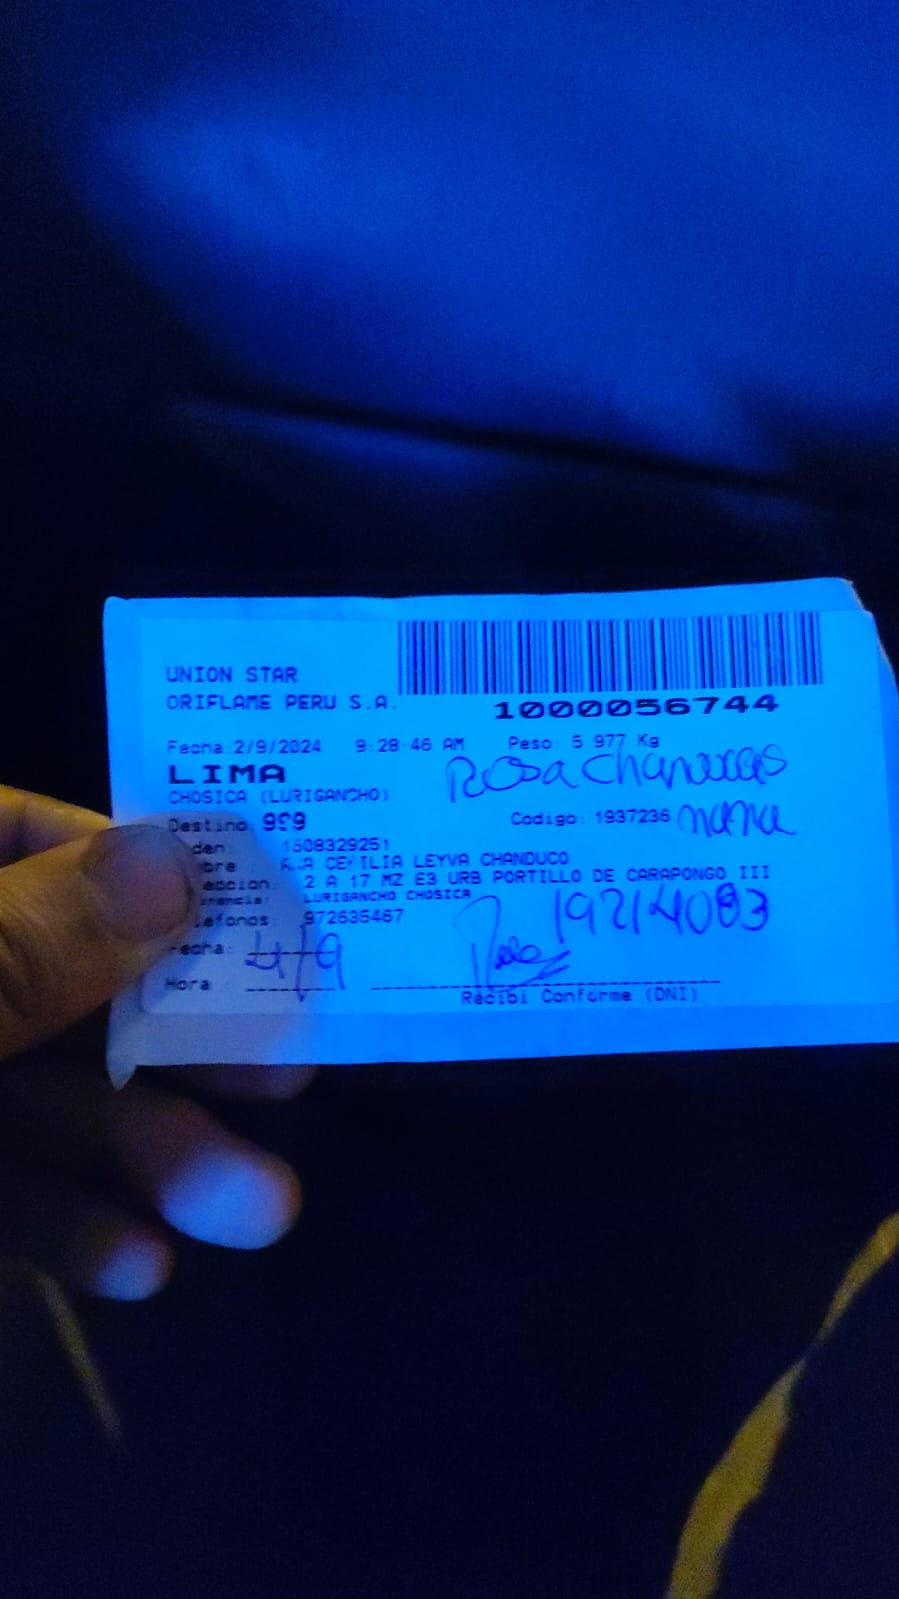 UNION STAR
ORIFLAME PERU S.A.
1000056744
Fecha:2/9/2024 9:28:46 AM Peso: 5.977 Kg
LIMA
Rosa
CHOSICA (LURIGANCHO)
Destino: 999
Codigo: 1937236
mama
1508329251
LEYVA CHANDUCO
2 A 17 MZ E3 URB PORTILLO DE CARAPONGO III
LURIGANCHO CHOSICA
972635467
19214083
4/9
Hora :
Recibi Conforme (DNI)